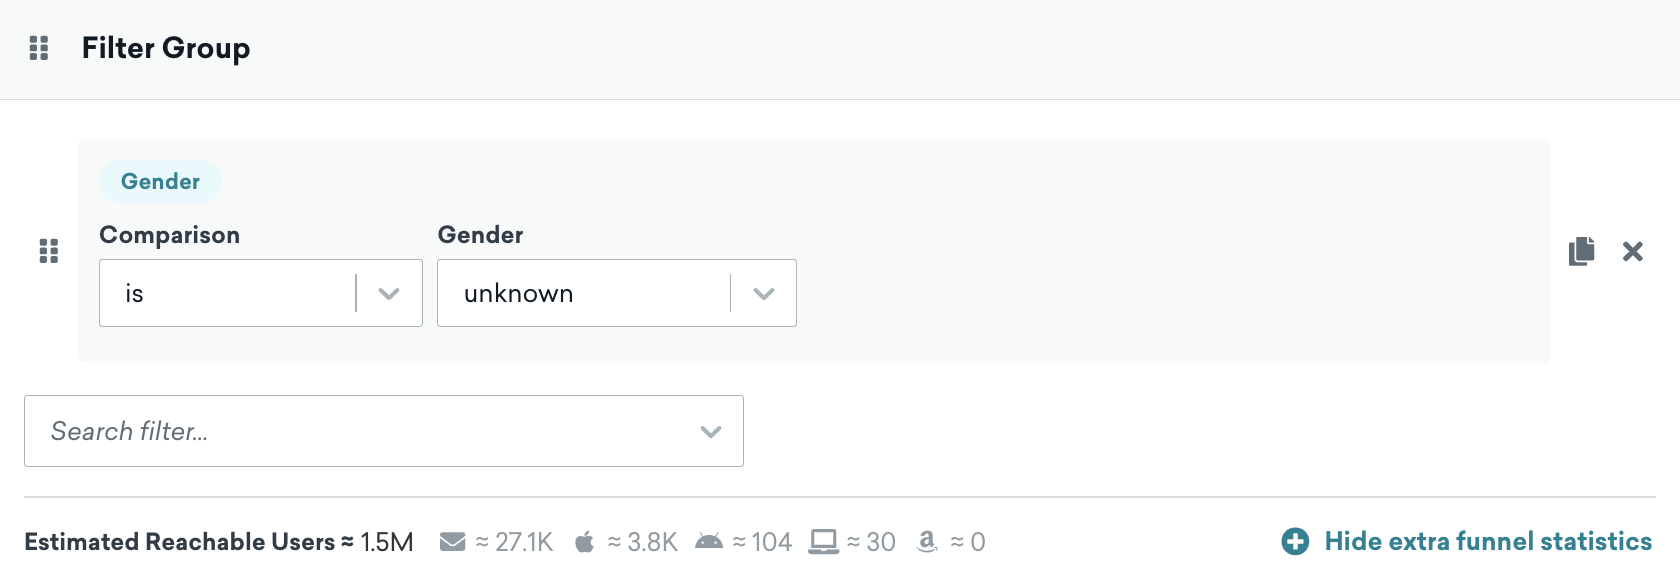 Filter Group
Gender
Comparison Gender
is unknown
Search filter...
Estimated Reachable Users ≈ 1.5M ≈ 27.1K ≈ 3.8K ≈ 104 ≈ 30 ≈ 0 Hide extra funnel statistics